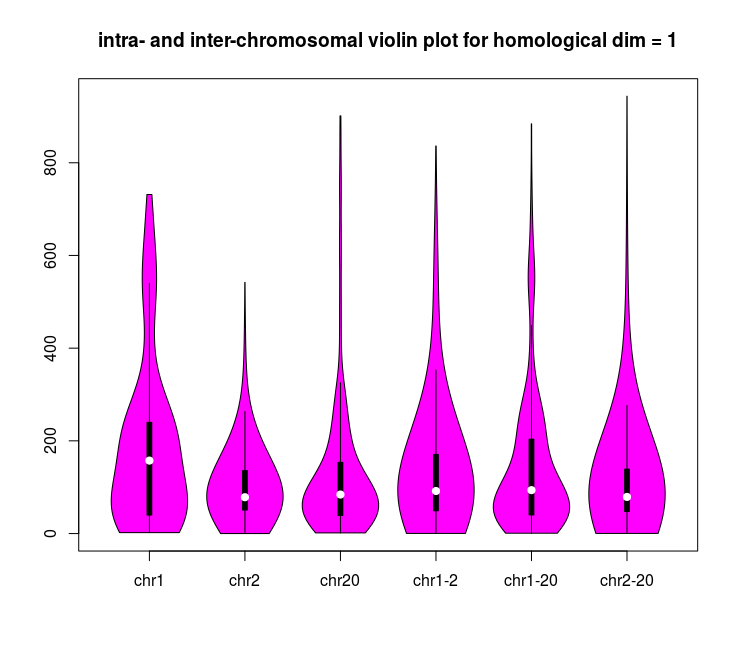 intra- and inter-chromosomal violin plot for homological dim = 1
800
600
400
200
0
chr1 chr2 chr20 chr1-2 chr1-20 chr2-20